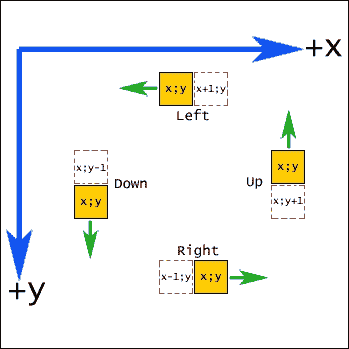 +x
x;y
x+1;y
Left
x;y-1
Down
x;y
Up
x;y
x;y+1
Right
x-1;y
x;y
+y